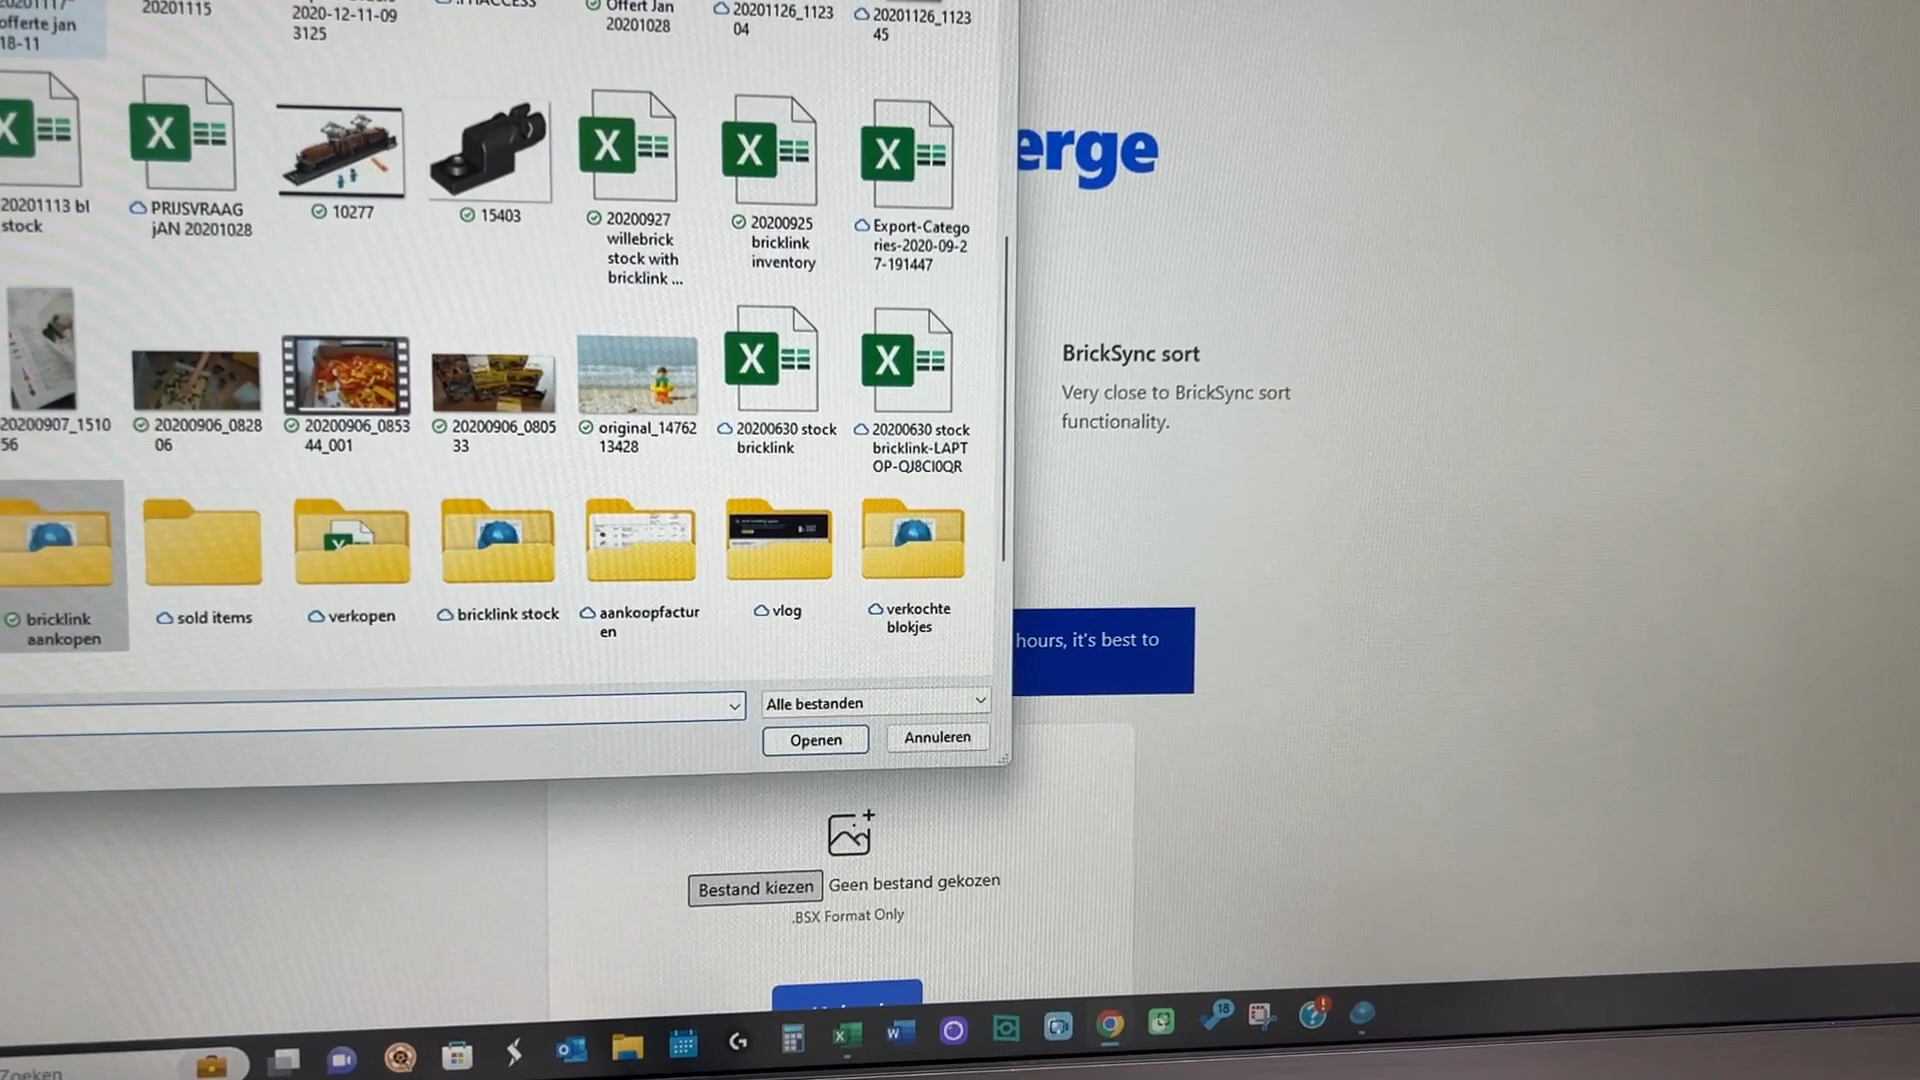 20201117-
offerte jan
18-11
20201115
2020-12-11-09
3125
Offert Jan
20201028
20201126_1123
04
20201126_1123
45
20201113 bl
stock
PRIJSVRAAG
jAN 20201028
10277
15403
20200927
willebrick
stock with
bricklink ...
20200925
bricklink
inventory
Export-Catego
ries-2020-09-2
7-191447
20200907_1510
56
20200906_0828
06
20200906_0853
44_001
20200906_0805
33
original_14762
13428
20200630 stock
bricklink
20200630 stock
bricklink-LAPT
OP-QJ8CI0QR
bricklink
aankopen
sold items
verkopen
bricklink stock
aankoopfactur
en
vlog
verkochte
blokjes
Alle bestanden
Openen
Annuleren
erge
BrickSync sort
Very close to BrickSync sort
functionality.
hours, it's best to
Bestand kiezen
Geen bestand gekozen
.BSX Format Only
Zoeken
18